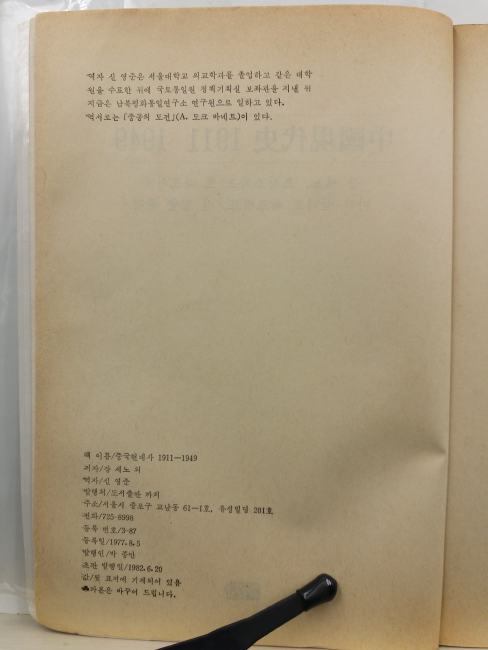 역자 신 영준은 서울대학교 외교학과를 졸업하고 같은 대학
원을 수료한 뒤에 국토통일원 정책기획실 보좌관을 지낸 뒤
지금은 남북평화통일연구소 연구원으로 일하고 있다.
역서로는 「중공의 도전」(A. 도크 바네트)이 있다.
책 이름/중국현대사 1911—1949
저자/장 세노 외
역자/신 영준
발행처/도서출판 까치
주소/서울시 종로구 교남동 61—1호, 유성빌딩 201호
전화/725-8998
등록 번호/3-87
등록일/1977.8.5
발행인/박 종만
초판 발행일/1982.6.20
값/뒷 표지에 기재되어 있음
파본은 바꾸어 드립니다.